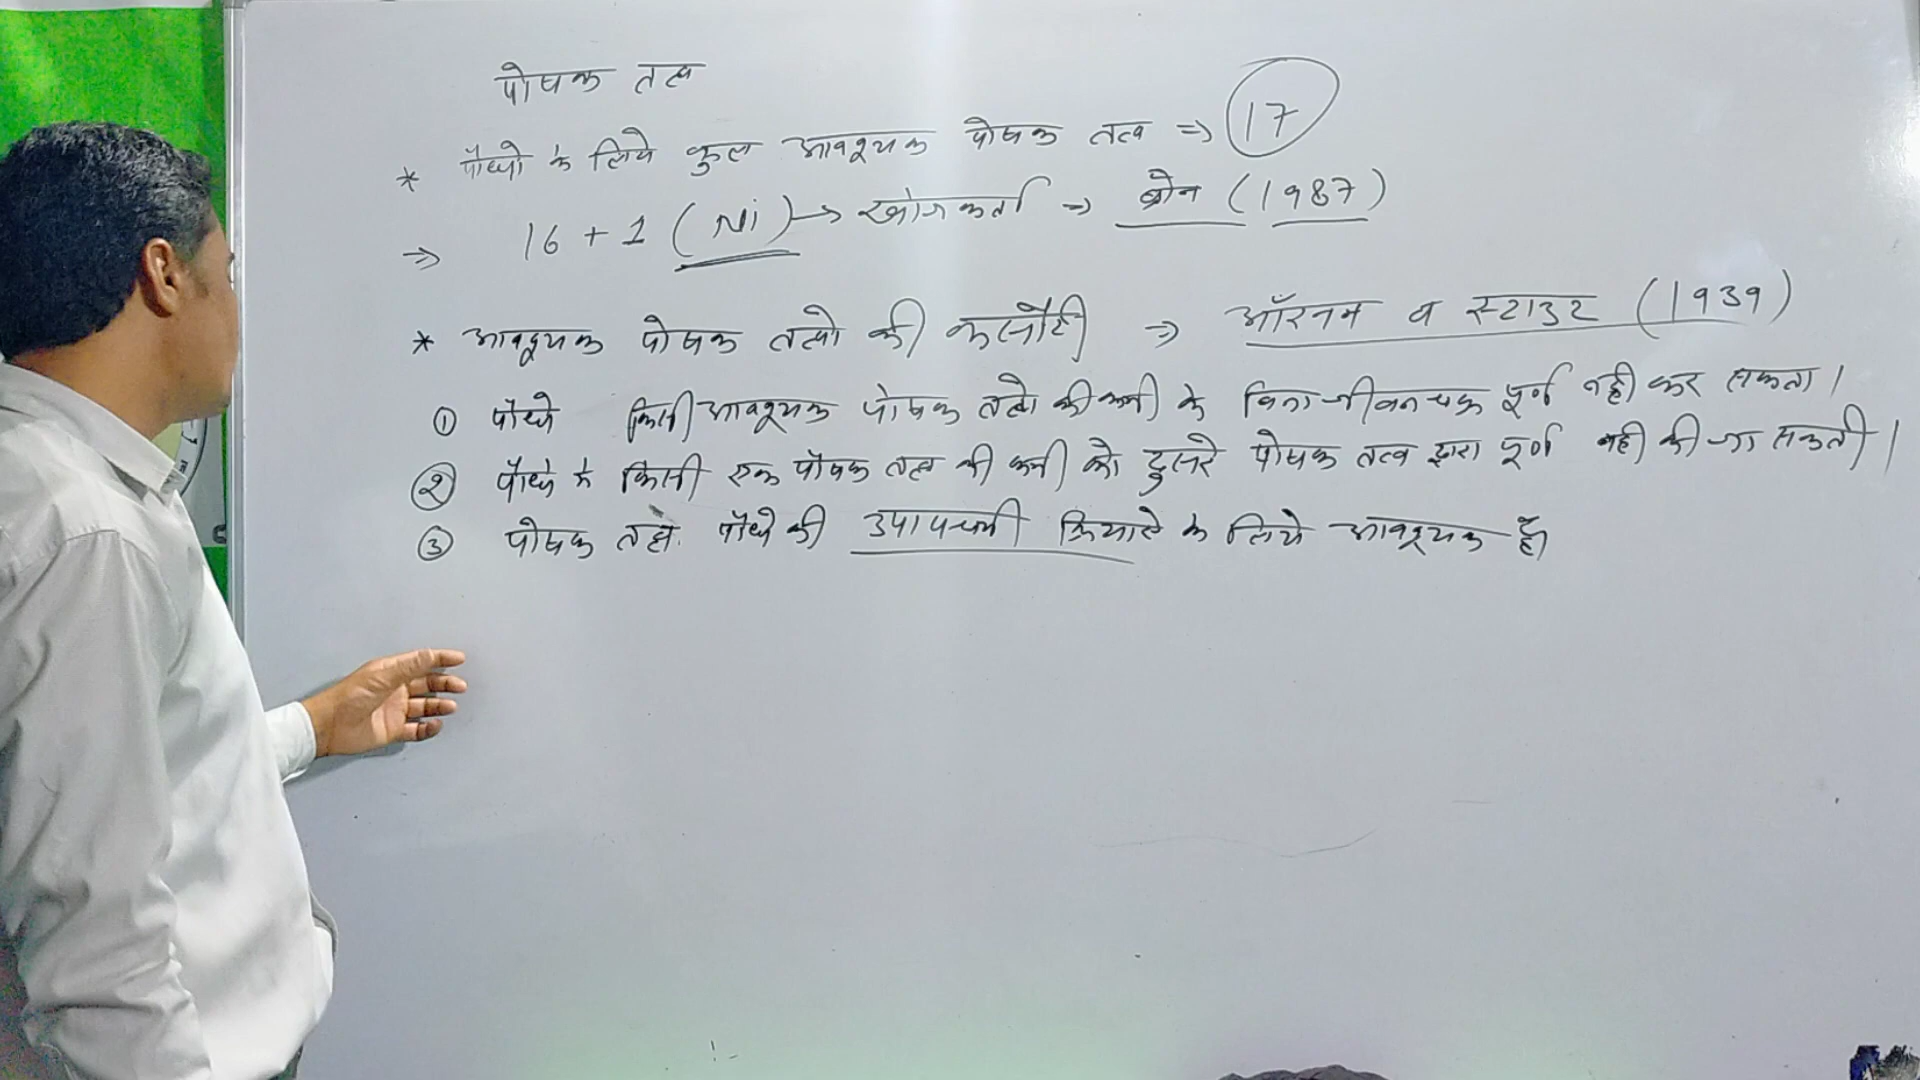 पोषक तत्व
* पौधो के लिये कुल आवश्यक पोषक तत्व => 17
=> 16 + 1 (Ni) -> खोजकर्ता => ब्रोन (1987)
* आवश्यक पोषक तत्वो की कसौटी => ऑरनन व स्टाउट (1939)
① पौधे किसी आवश्यक पोषक तत्वो की कमी के बिना जीवनचक्र पूर्ण नही कर सकता।
② पौधे मे किसी एक पोषक तत्व की कमी को दुसरे पोषक तत्व द्वारा पूर्ण नही की जा सकती।
③ पोषक तत्व पौधे की उपापचयी क्रियाते के लिये आवश्यक हो